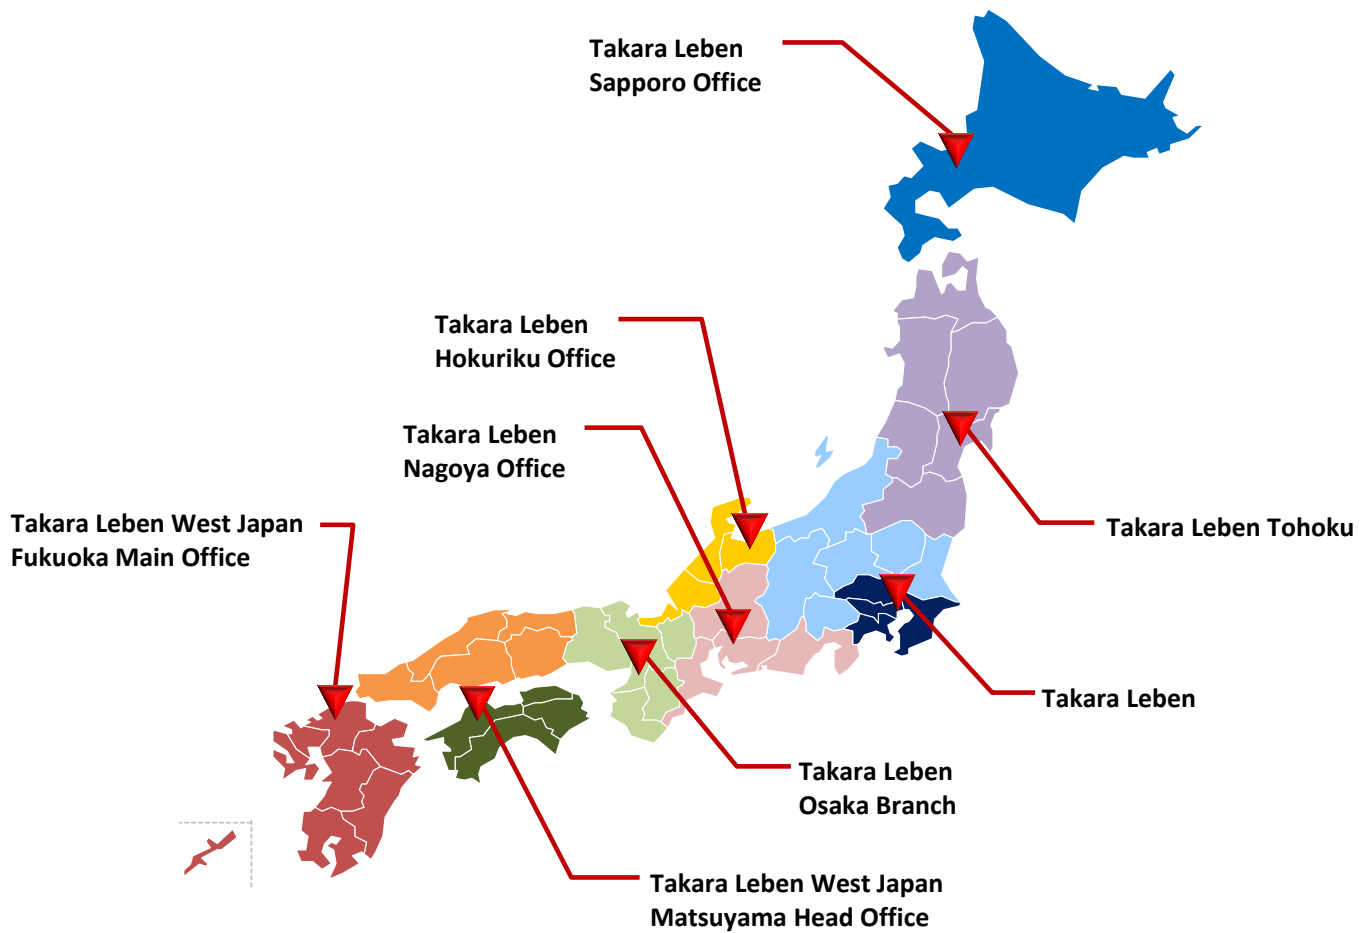 Takara Leben
Sapporo Office
Takara Leben
Hokuriku Office
Takara Leben
Nagoya Office
Takara Leben West Japan
Fukuoka Main Office
Takara Leben Tohoku
Takara Leben
Takara Leben
Osaka Branch
Takara Leben West Japan
Matsuyama Head Office